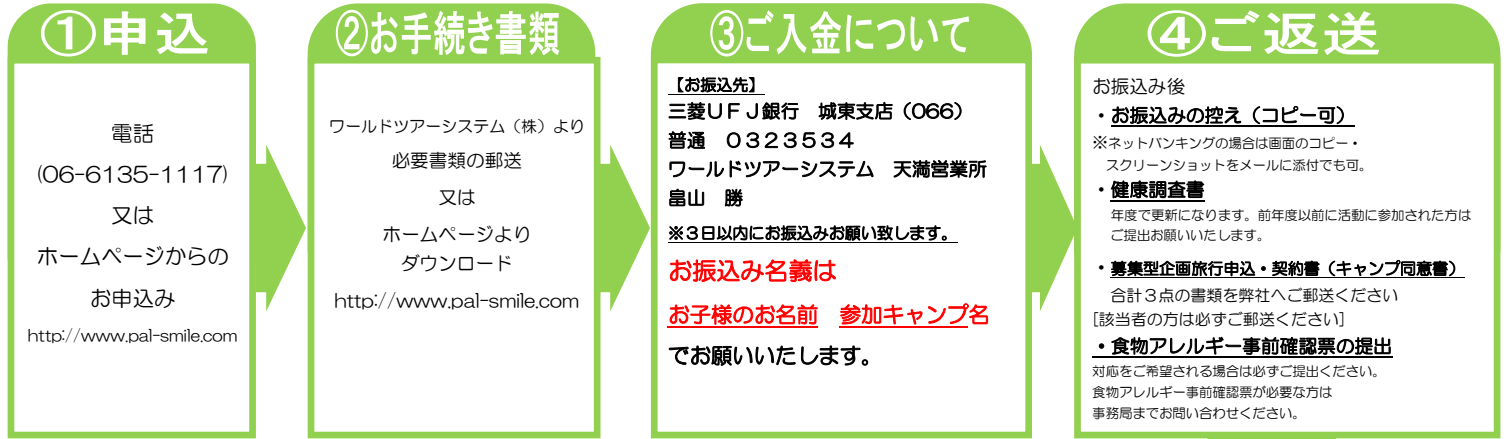 ①申込
電話
(06-6135-1117)
又は
ホームページからの
お申込み
http://www.pal-smile.com
②お手続き書類
ワールドツアーシステム（株）より
必要書類の郵送
又は
ホームページより
ダウンロード
http://www.pal-smile.com
③ご入金について
【お振込先】
三菱ＵＦＪ銀行　城東支店（066）
普通　０３２３５３４
ワールドツアーシステム　天満営業所
畠山　勝
※３日以内にお振込みお願い致します。
お振込み名義は
お子様のお名前　参加キャンプ名
でお願いいたします。
④ご返送
お振込み後
・お振込みの控え（コピー可）
※ネットバンキングの場合は画面のコピー・
スクリーンショットをメールに添付でも可。
・健康調査書
年度で更新になります。前年度以前に活動に参加された方は
ご提出お願いいたします。
・募集型企画旅行申込・契約書（キャンプ同意書）
合計３点の書類を弊社へご郵送ください
[該当者の方は必ずご郵送ください]
・食物アレルギー事前確認票の提出
対応をご希望される場合は必ずご提出ください。
食物アレルギー事前確認票が必要な方は
事務局までお問い合わせください。